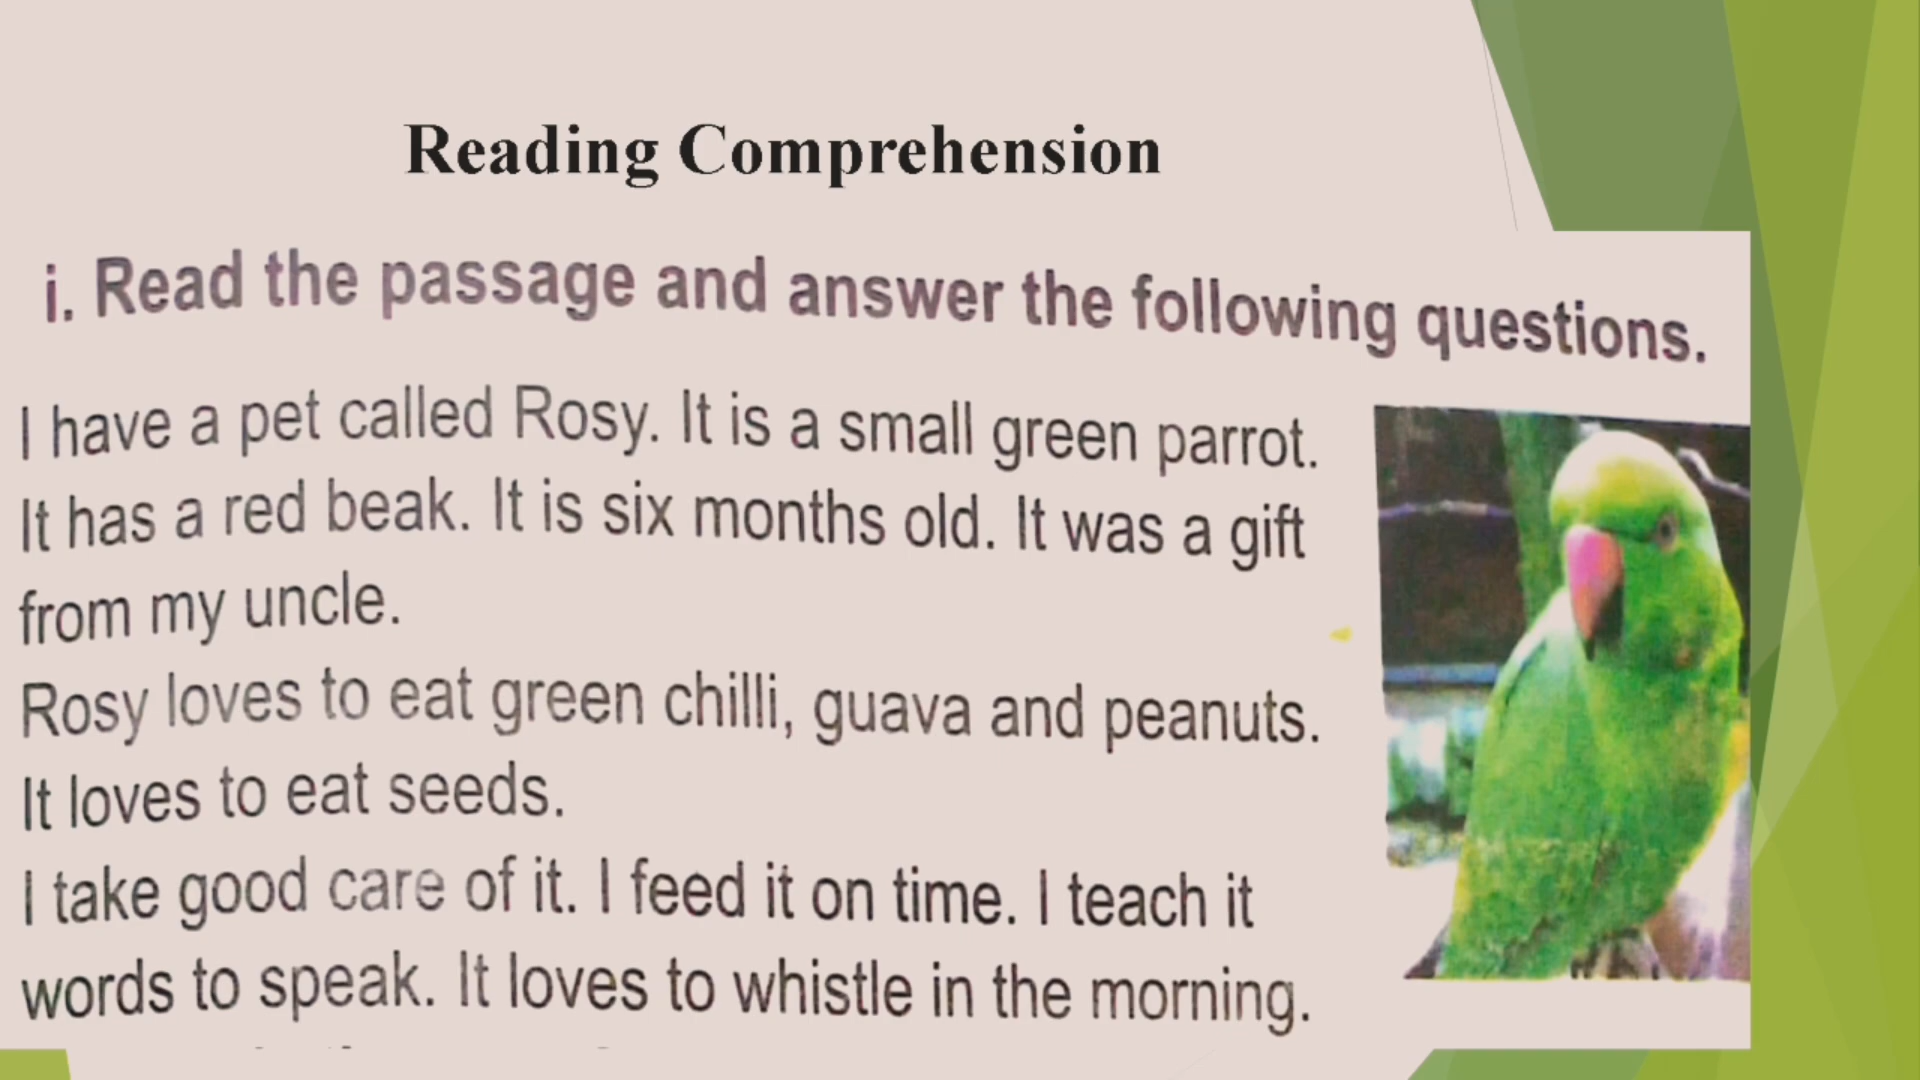 Reading Comprehension
i. Read the passage and answer the following questions.
I have a pet called Rosy. It is a small green parrot.
It has a red beak. It is six months old. It was a gift
from my uncle.
Rosy loves to eat green chilli, guava and peanuts.
It loves to eat seeds.
I take good care of it. I feed it on time. I teach it
words to speak. It loves to whistle in the morning.